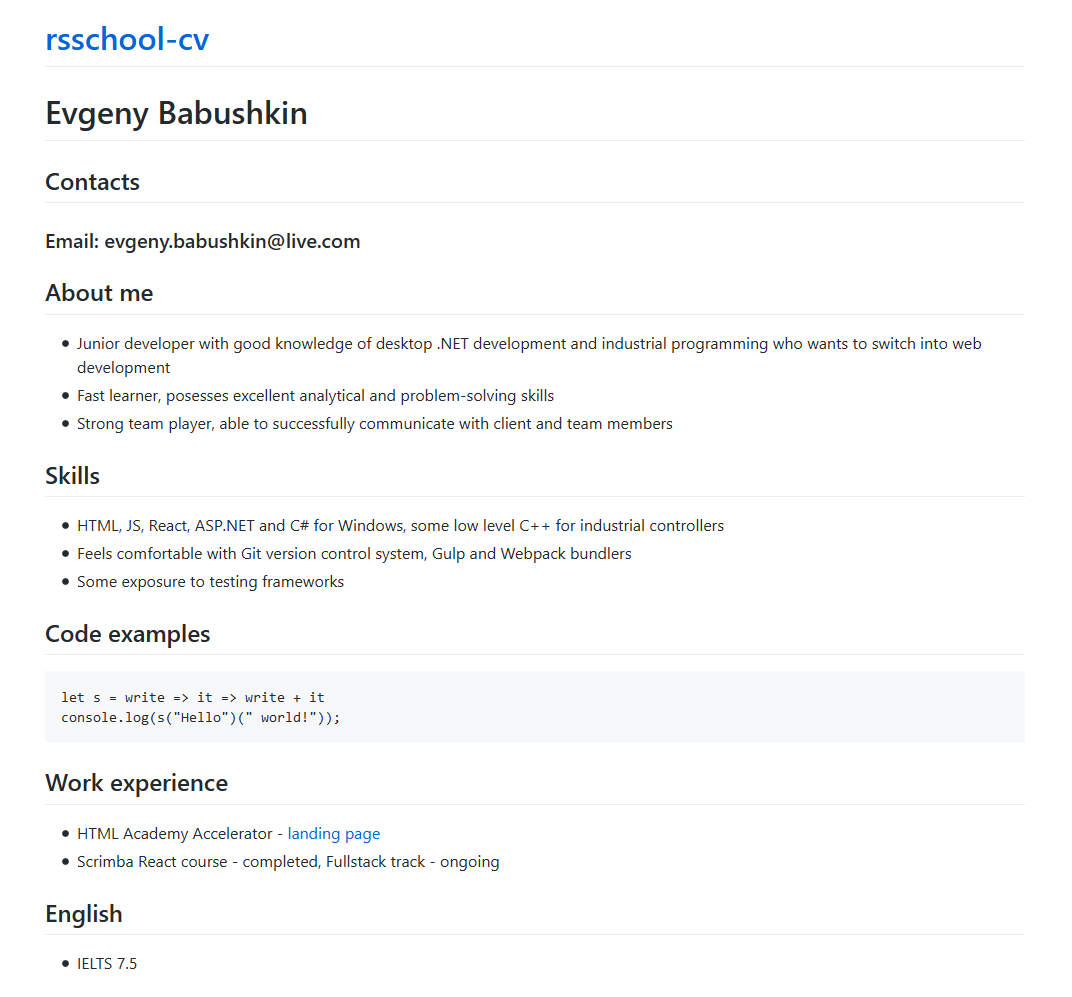 rsschool-cv
Evgeny Babushkin
Contacts
Email: evgeny.babushkin@live.com
About me
Junior developer with good knowledge of desktop .NET development and industrial programming who wants to switch into web
development
Fast learner, posesses excellent analytical and problem-solving skills
Strong team player, able to successfully communicate with client and team members
Skills
HTML, JS, React, ASP.NET and C# for Windows, some low level C++ for industrial controllers
Feels comfortable with Git version control system, Gulp and Webpack bundlers
Some exposure to testing frameworks
Code examples
let s = write => it => write + it
console.log(s("Hello")(" world!"));
Work experience
HTML Academy Accelerator - landing page
Scrimba React course - completed, Fullstack track - ongoing
English
IELTS 7.5